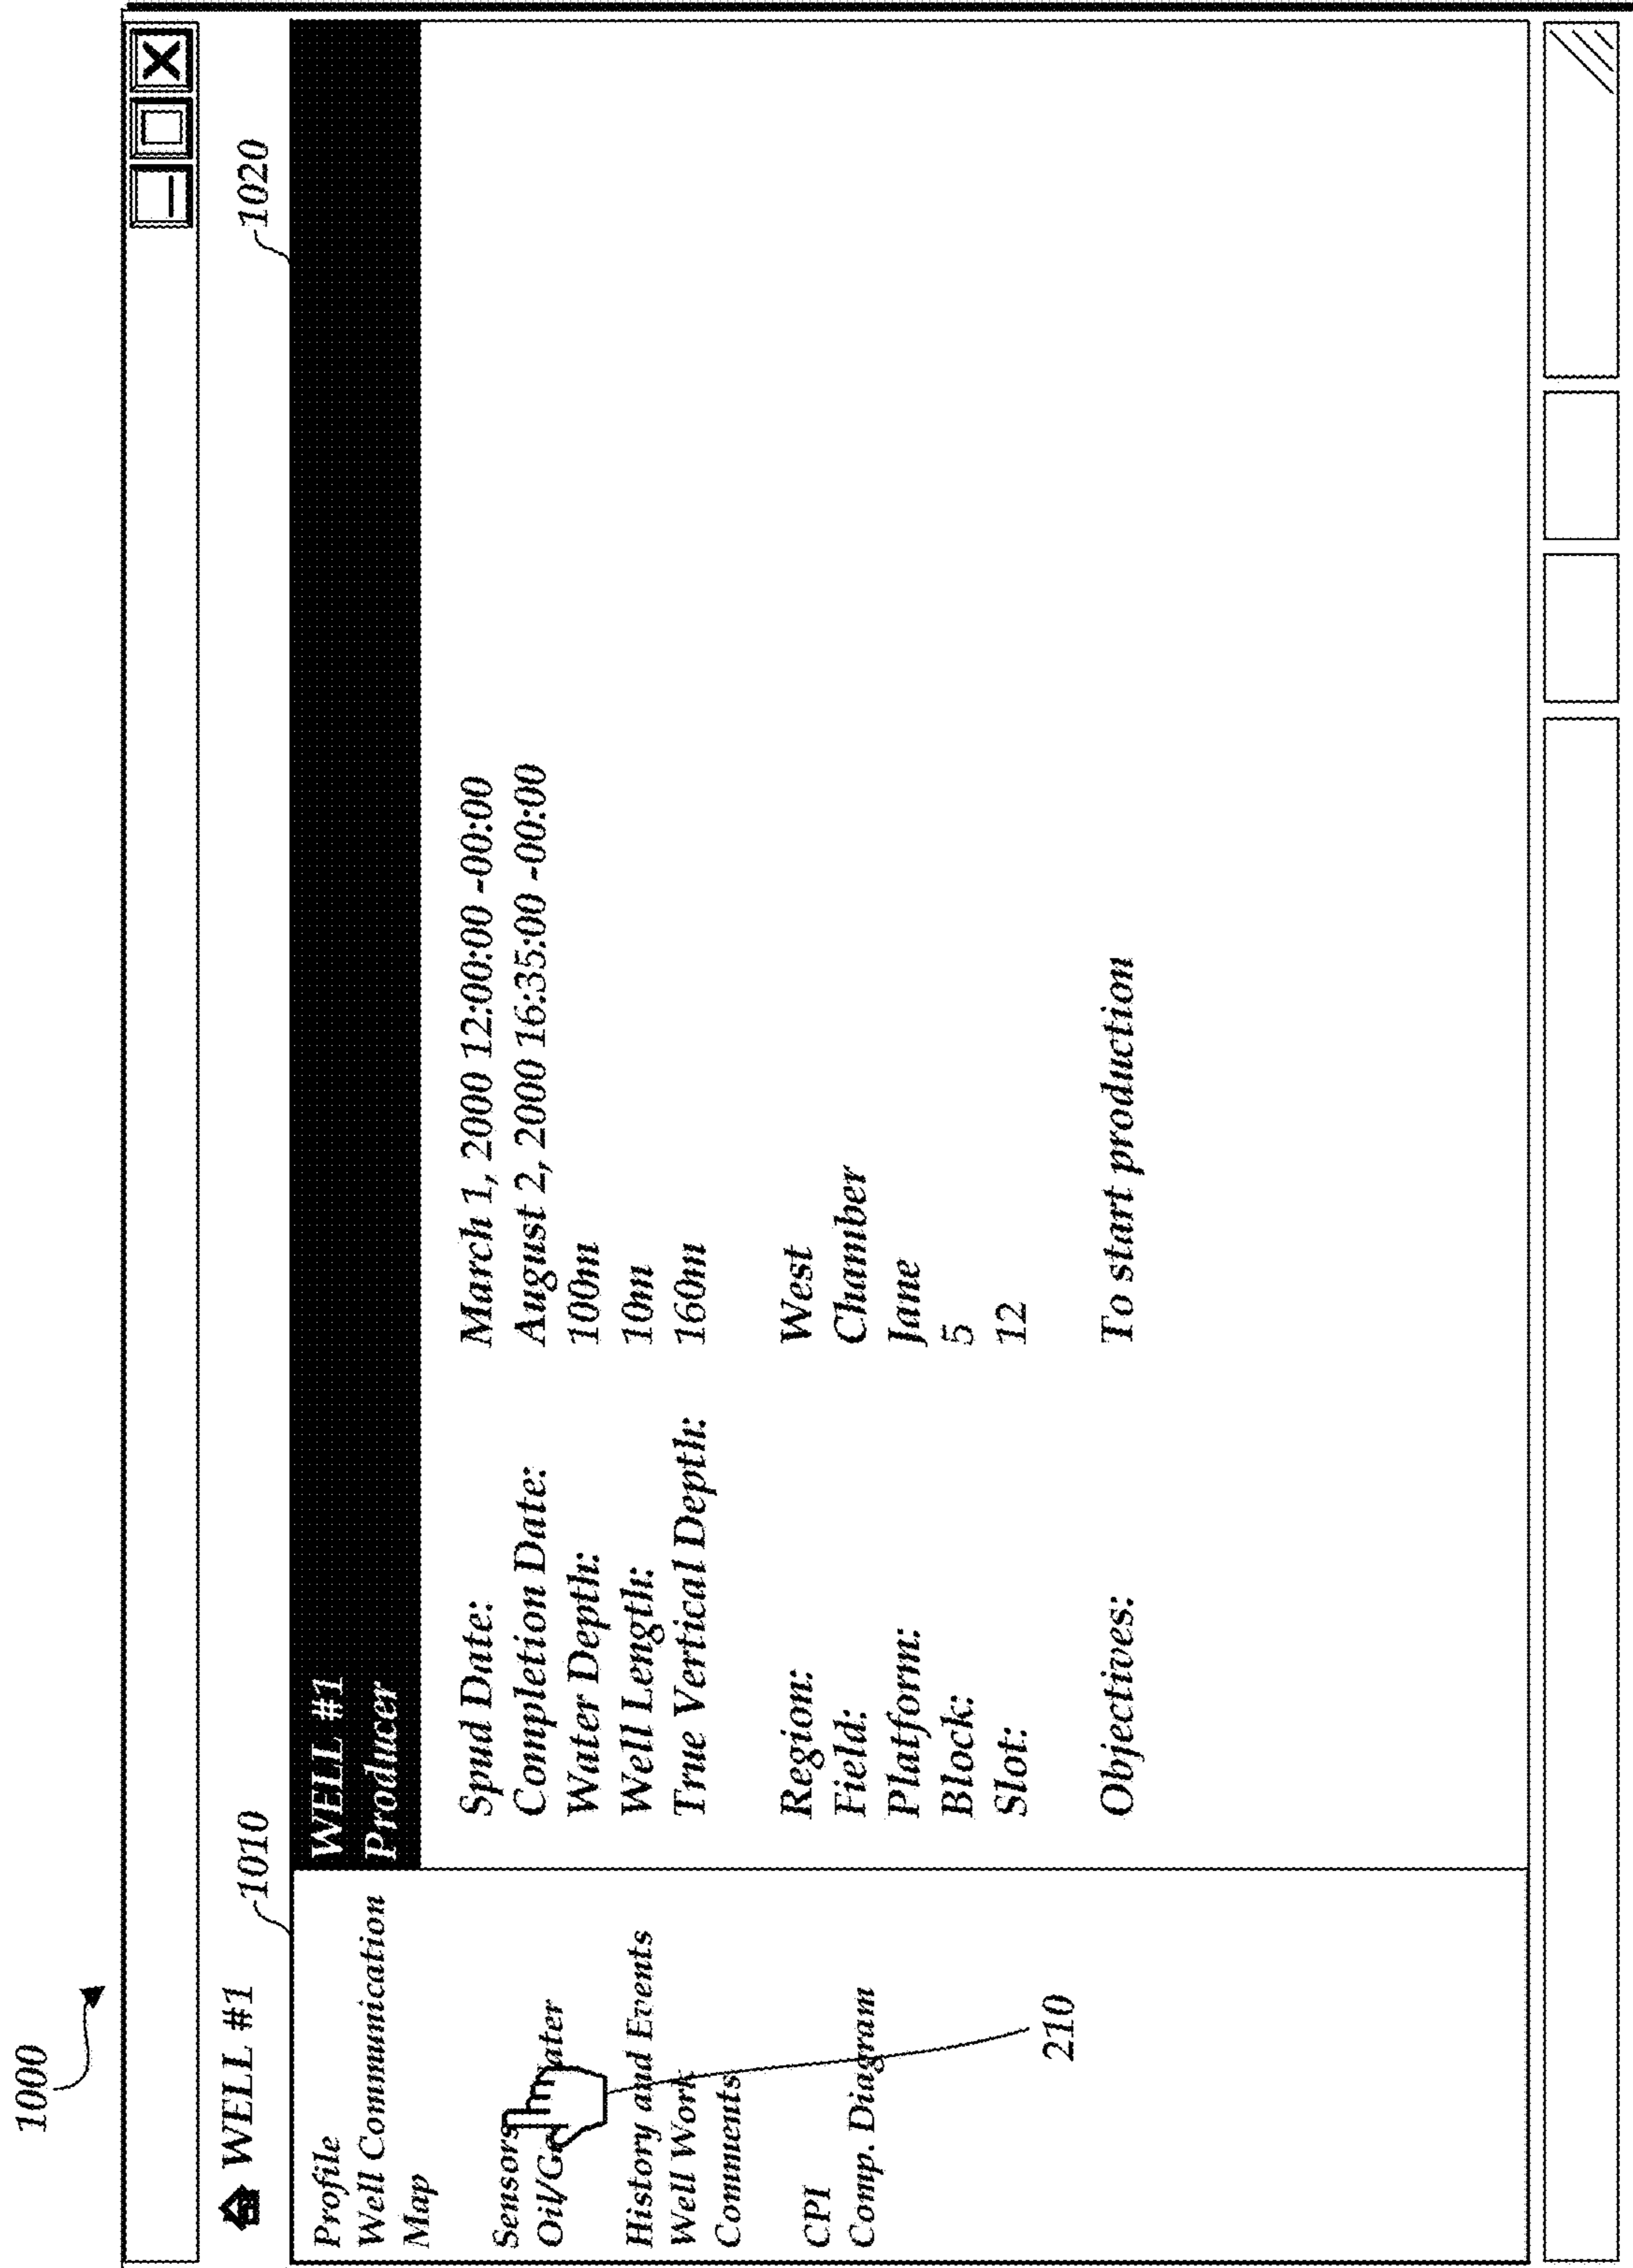 1000
WELL #1
1010
1020
Profile
Well Communication
Map
Sensors
Oil/G ater
History and Events
Well Work
Comments
CPI
Comp. Diagram
210
WELL #1
Producer
Spud Date: March 1, 2000 12:00:00 -00:00
Completion Date: August 2, 2000 16:35:00 -00:00
Water Depth: 100m
Well Length: 10m
True Vertical Depth: 160m
Region: West
Field: Chamber
Platform: Jane
Block: 5
Slot: 12
Objectives: To start production